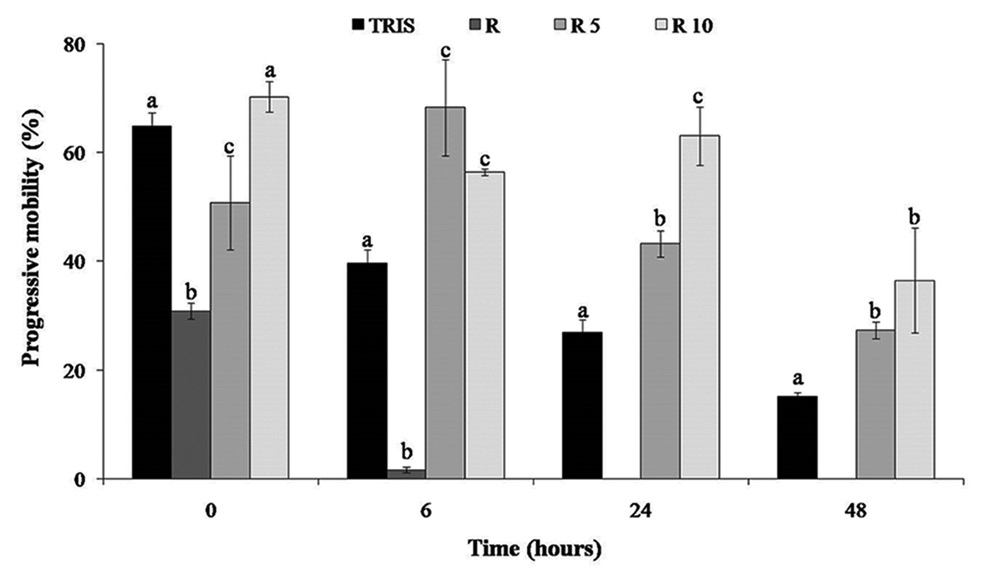 TRIS R R 5 R 10
Progressive mobility (%)
80
60
40
20
0
a b c a
a b c c
a b c
a b b
0 6 24 48
Time (hours)